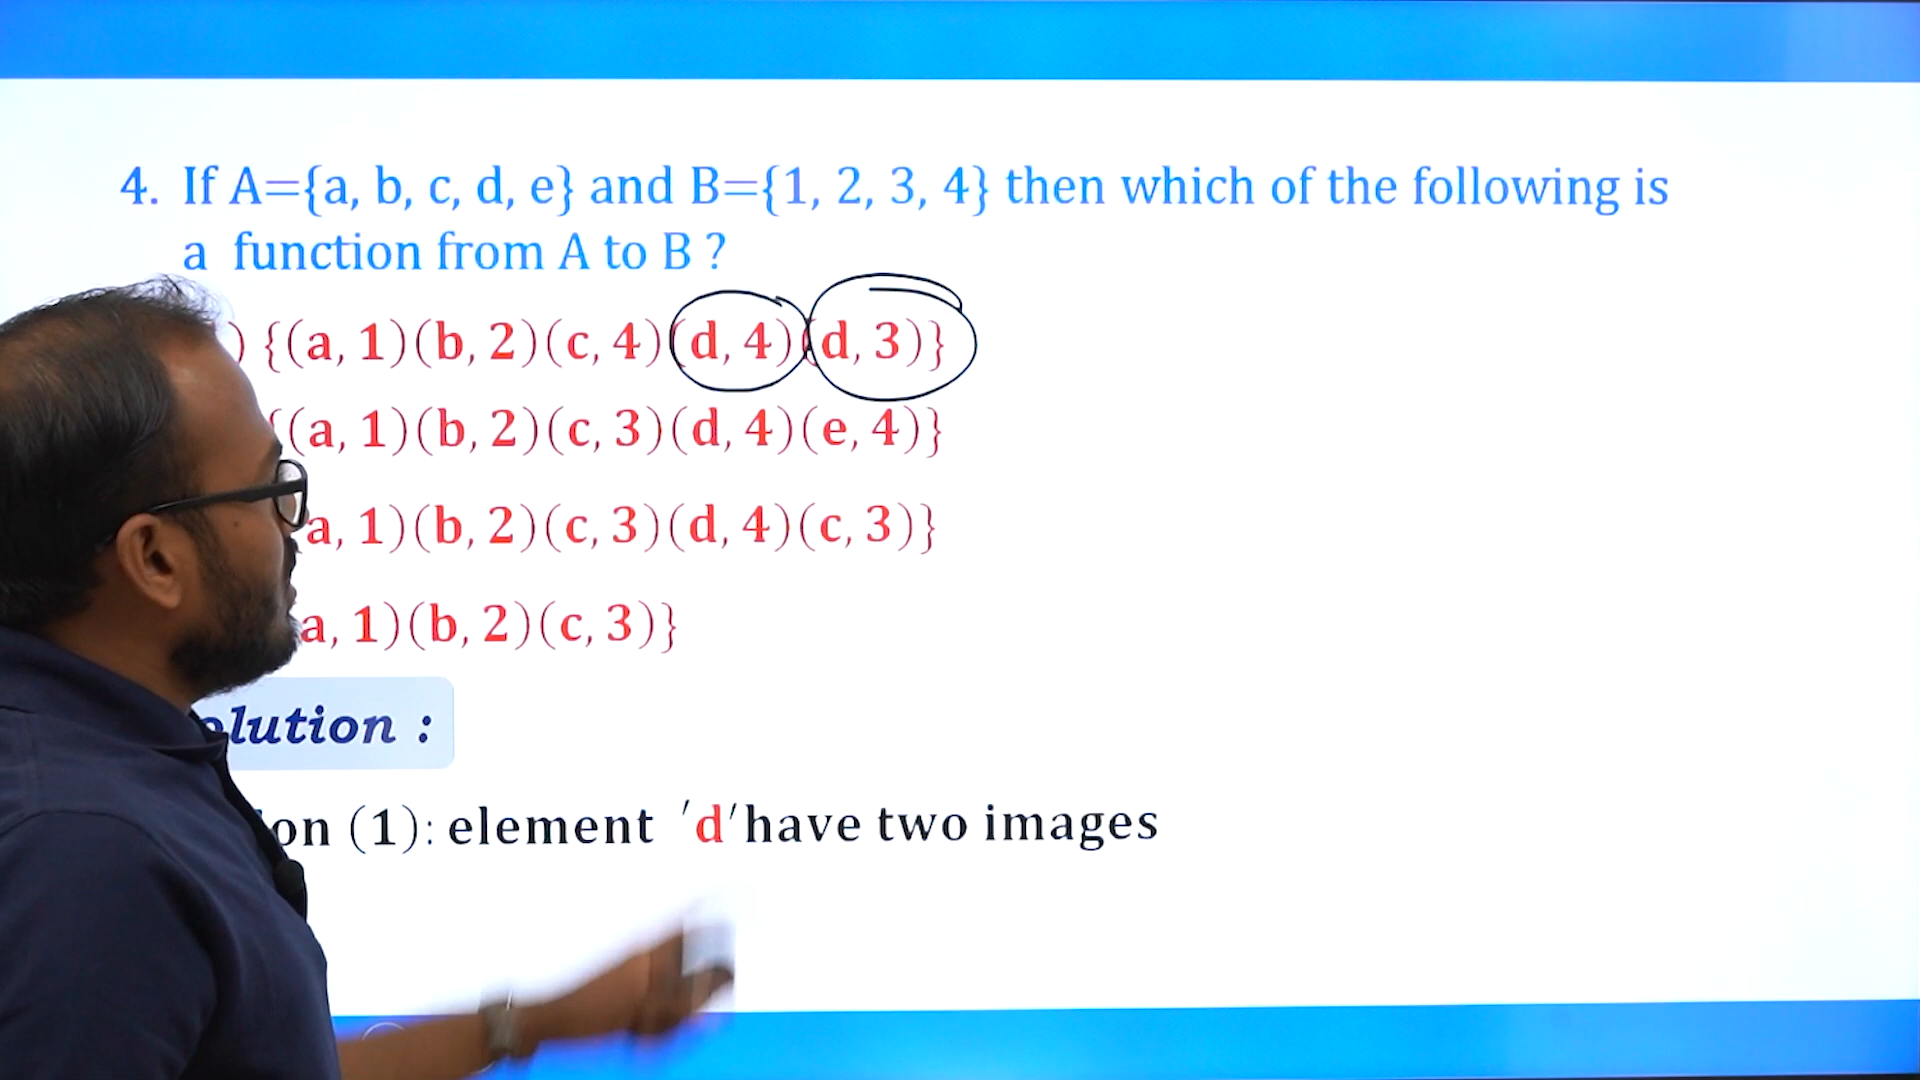 4. If A={a, b, c, d, e} and B={1, 2, 3, 4} then which of the following is
a function from A to B ?
) {(a, 1)(b, 2)(c, 4)(d, 4)(d, 3)}
{(a, 1)(b, 2)(c, 3)(d, 4)(e, 4)}
a, 1)(b, 2)(c, 3)(d, 4)(c, 3)}
a, 1)(b, 2)(c, 3)}
olution :
on (1): element 'd'have two images